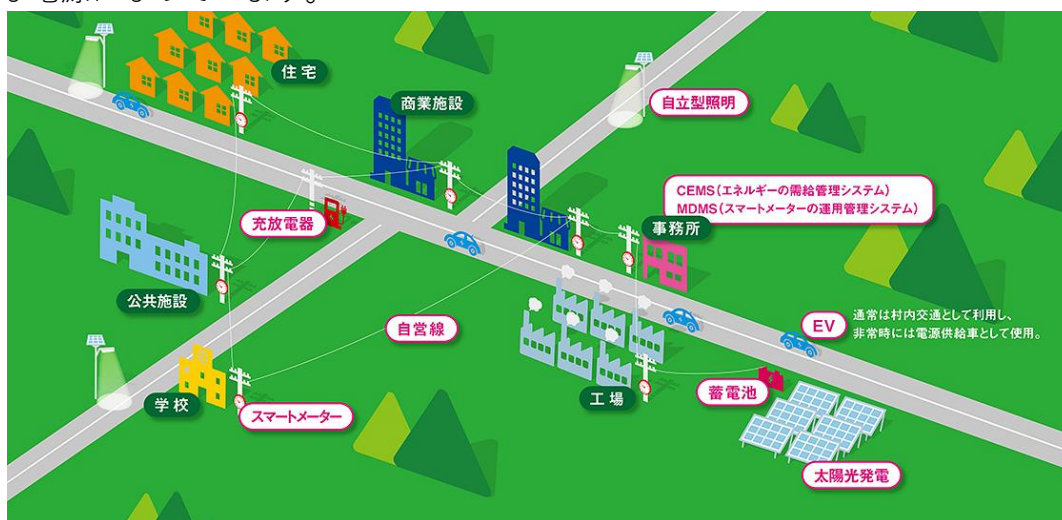 住宅
商業施設
自立型照明
CEMS（エネルギーの需給管理システム）
MDMS（スマートメーターの運用管理システム）
充放電器
事務所
公共施設
自営線
EV
通常は村内交通として利用し、
非常時には電源供給車として使用。
学校
スマートメーター
工場
蓄電池
太陽光発電